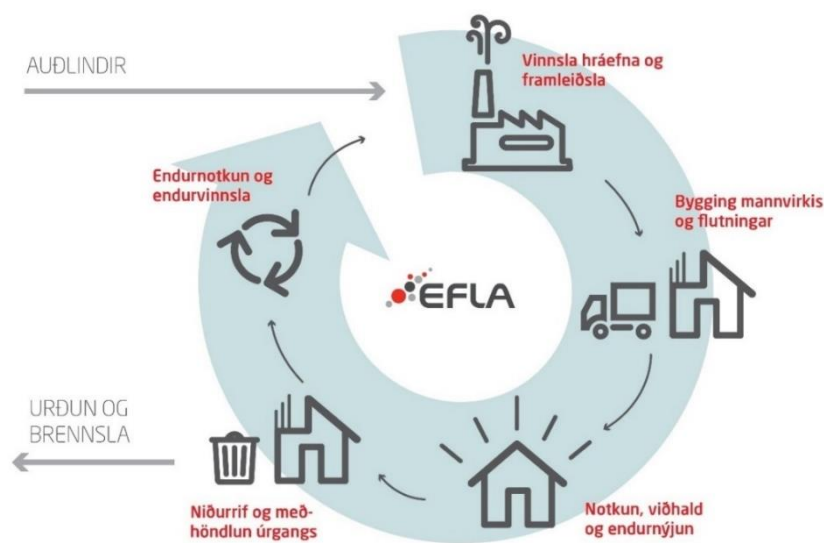 AUÐLINDIR
Vinnsla hráefna og
framleiðsla
Bygging mannvirkis
og flutningar
Notkun, viðhald
og endurnýjun
Niðurrif og með-
höndlun úrgangs
URÐUN OG
BRENNSLA
Endurnotkun og
endurvinnsla
EFLA